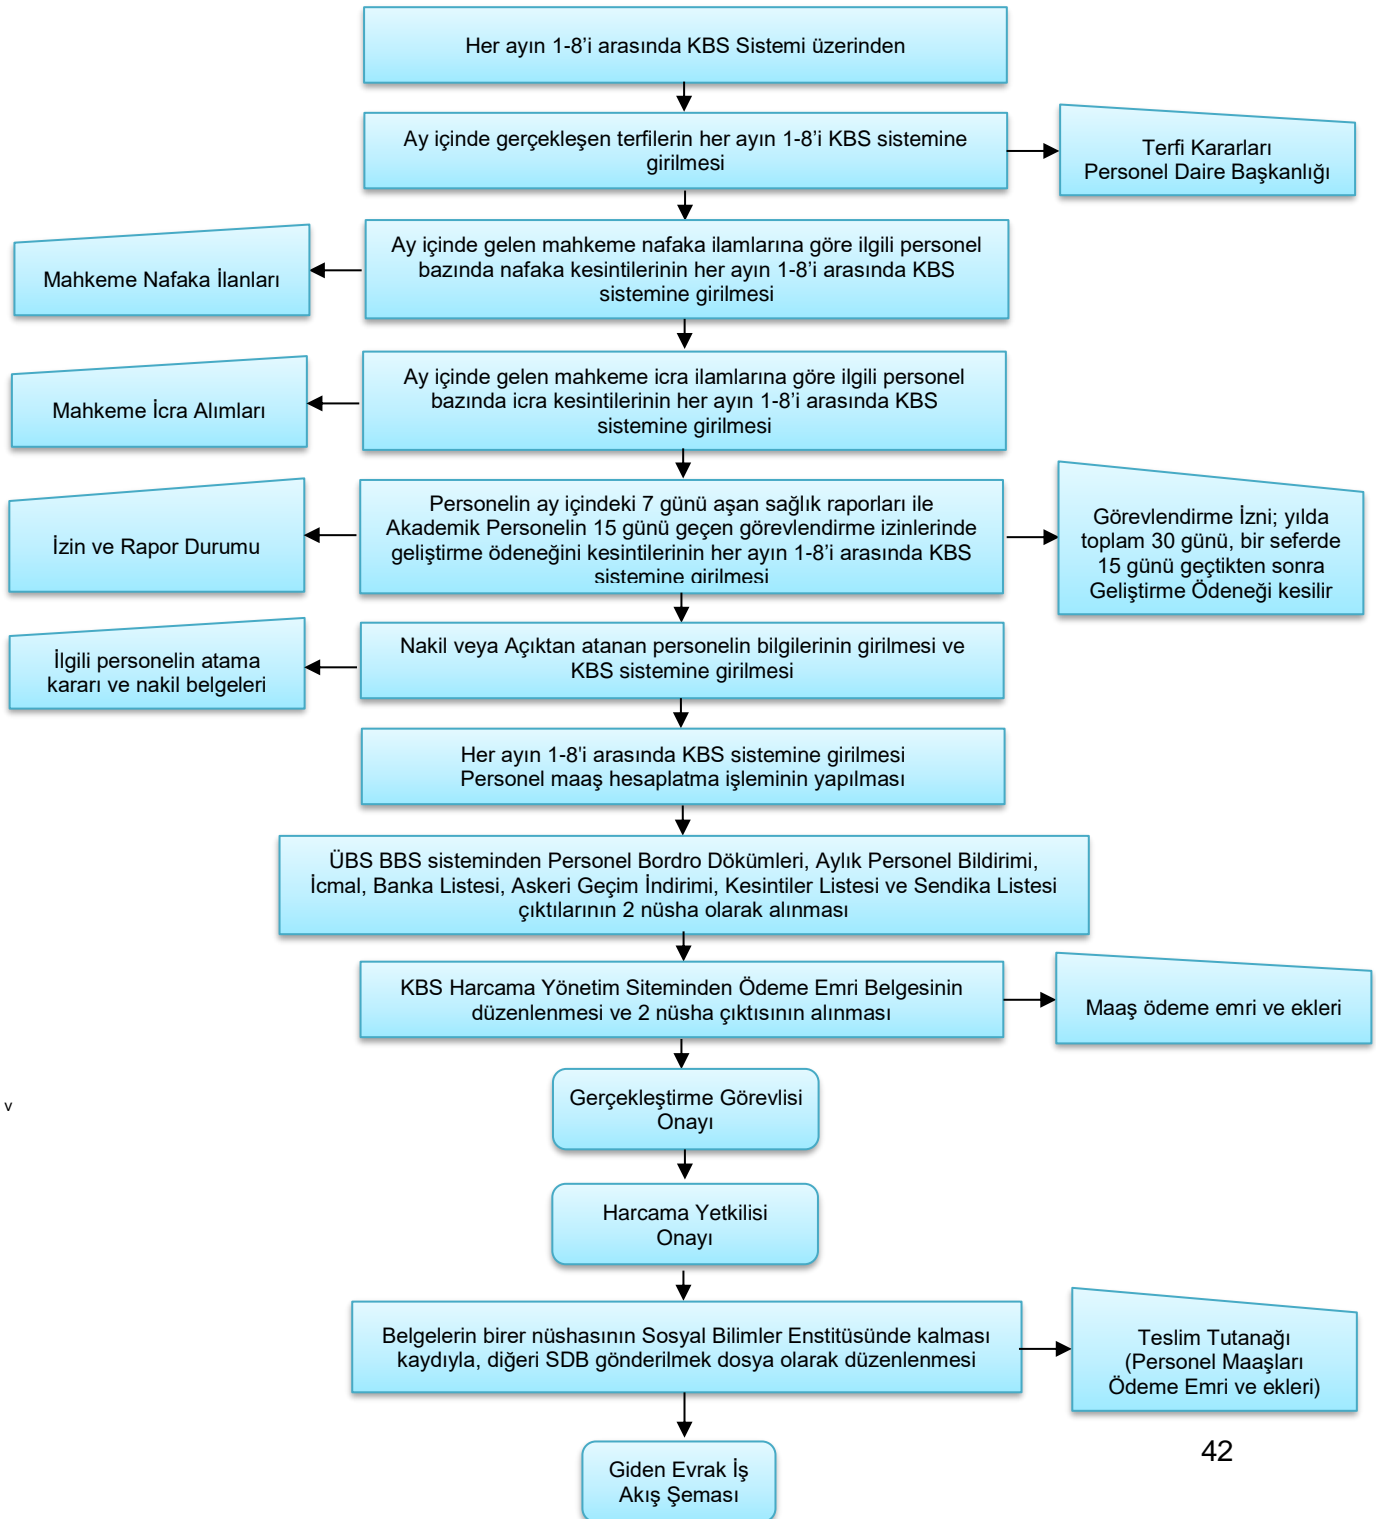 Her ayın 1-8’i arasında KBS Sistemi üzerinden
Ay içinde gerçekleşen terfilerin her ayın 1-8’i KBS sistemine
girilmesi
Terfi Kararları
Personel Daire Başkanlığı
Ay içinde gelen mahkeme nafaka ilamlarına göre ilgili personel
bazında nafaka kesintilerinin her ayın 1-8’i arasında KBS
sistemine girilmesi
Mahkeme Nafaka İlanları
Ay içinde gelen mahkeme icra ilamlarına göre ilgili personel
bazında icra kesintilerinin her ayın 1-8’i arasında KBS
sistemine girilmesi
Mahkeme İcra Alımları
Personelin ay içindeki 7 günü aşan sağlık raporları ile
Akademik Personelin 15 günü geçen görevlendirme izinlerinde
geliştirme ödeneğini kesintilerinin her ayın 1-8’i arasında KBS
sistemine girilmesi
İzin ve Rapor Durumu
Görevlendirme İzni; yılda
toplam 30 günü, bir seferde
15 günü geçtikten sonra
Geliştirme Ödeneği kesilir
Nakil veya Açıktan atanan personelin bilgilerinin girilmesi ve
KBS sistemine girilmesi
İlgili personelin atama
kararı ve nakil belgeleri
Her ayın 1-8'i arasında KBS sistemine girilmesi
Personel maaş hesaplatma işleminin yapılması
ÜBS BBS sisteminden Personel Bordro Dökümleri, Aylık Personel Bildirimi,
İcmal, Banka Listesi, Askeri Geçim İndirimi, Kesintiler Listesi ve Sendika Listesi
çıktılarının 2 nüsha olarak alınması
KBS Harcama Yönetim Siteminden Ödeme Emri Belgesinin
düzenlenmesi ve 2 nüsha çıktısının alınması
Maaş ödeme emri ve ekleri
Gerçekleştirme Görevlisi
Onayı
v
Harcama Yetkilisi
Onayı
Belgelerin birer nüshasının Sosyal Bilimler Enstitüsünde kalması
kaydıyla, diğeri SDB gönderilmek dosya olarak düzenlenmesi
Teslim Tutanağı
(Personel Maaşları
Ödeme Emri ve ekleri)
Giden Evrak İş
Akış Şeması
42